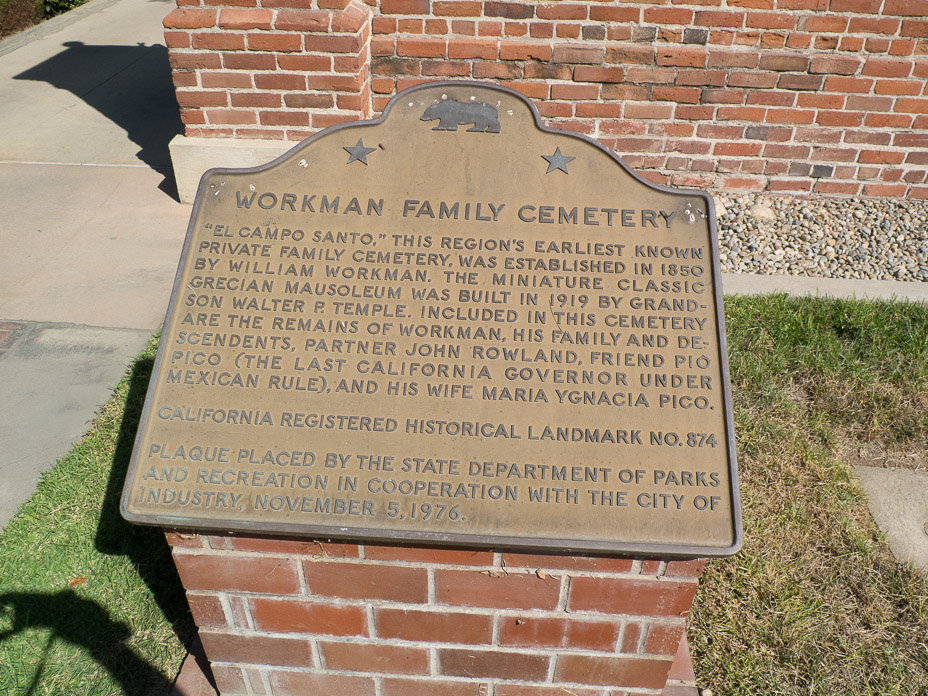 WORKMAN FAMILY CEMETERY
"EL CAMPO SANTO," THIS REGION'S EARLIEST KNOWN
PRIVATE FAMILY CEMETERY, WAS ESTABLISHED IN 1850
BY WILLIAM WORKMAN. THE MINIATURE CLASSIC
GRECIAN MAUSOLEUM WAS BUILT IN 1919 BY GRAND-
SON WALTER P. TEMPLE. INCLUDED IN THIS CEMETERY
ARE THE REMAINS OF WORKMAN, HIS FAMILY AND DE-
SCENDENTS, PARTNER JOHN ROWLAND, FRIEND PÍO
PICO (THE LAST CALIFORNIA GOVERNOR UNDER
MEXICAN RULE), AND HIS WIFE MARIA YGNACIA PICO.
CALIFORNIA REGISTERED HISTORICAL LANDMARK NO. 874
PLAQUE PLACED BY THE STATE DEPARTMENT OF PARKS
AND RECREATION IN COOPERATION WITH THE CITY OF
INDUSTRY, NOVEMBER 5, 1976.